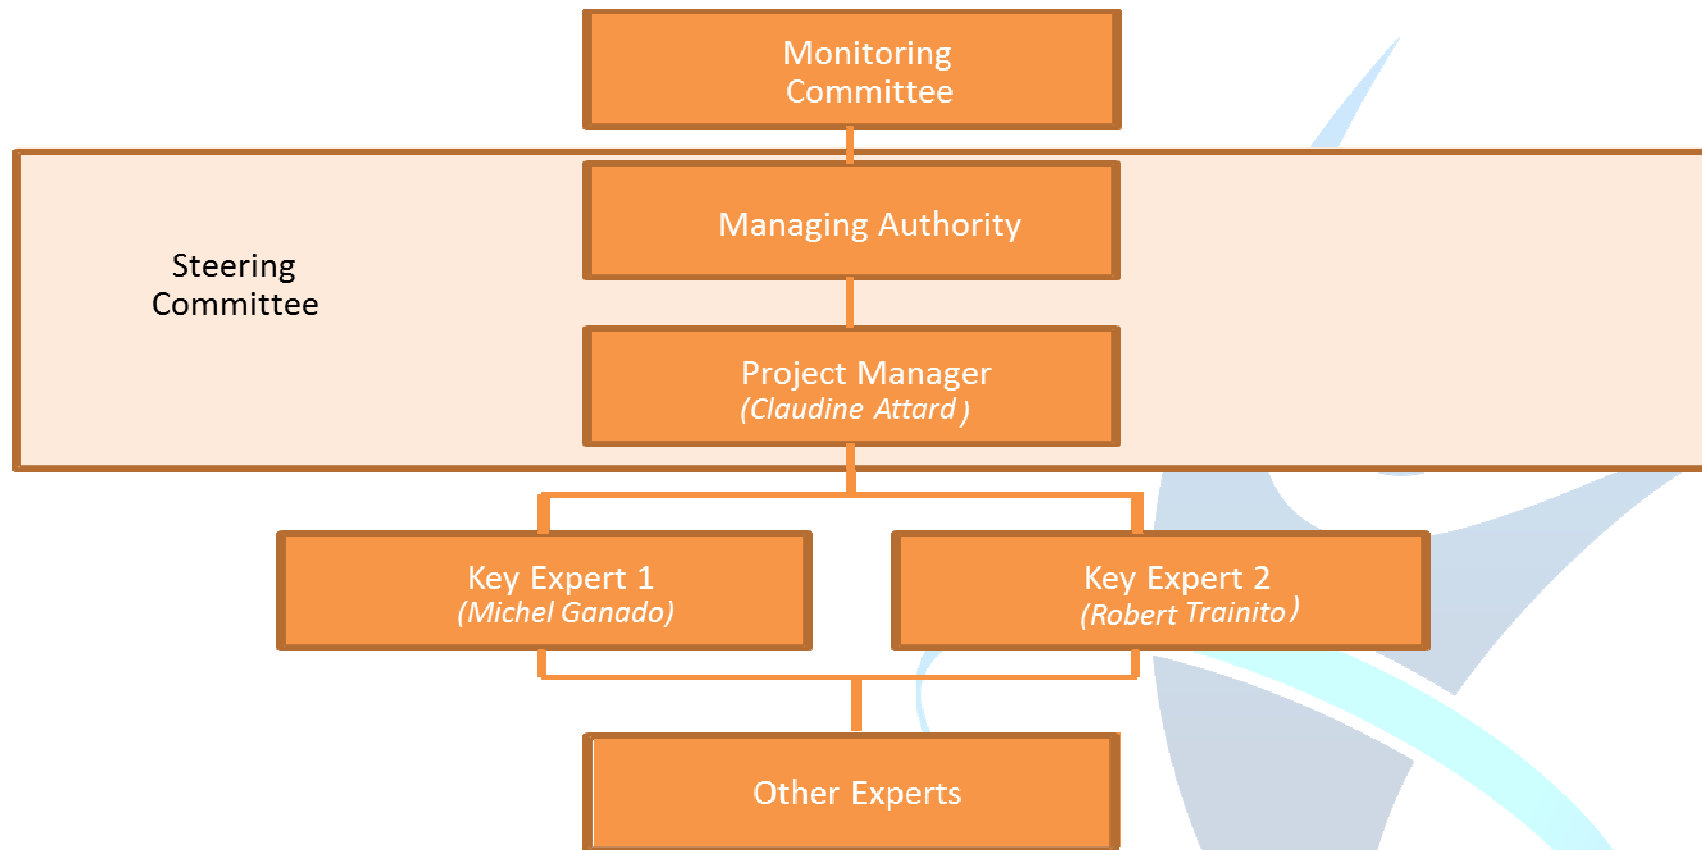 Monitoring
Committee
Managing Authority
Steering
Committee
Project Manager
(Claudine Attard)
Key Expert 1
(Michel Ganado)
Key Expert 2
(Robert Trainito)
Other Experts